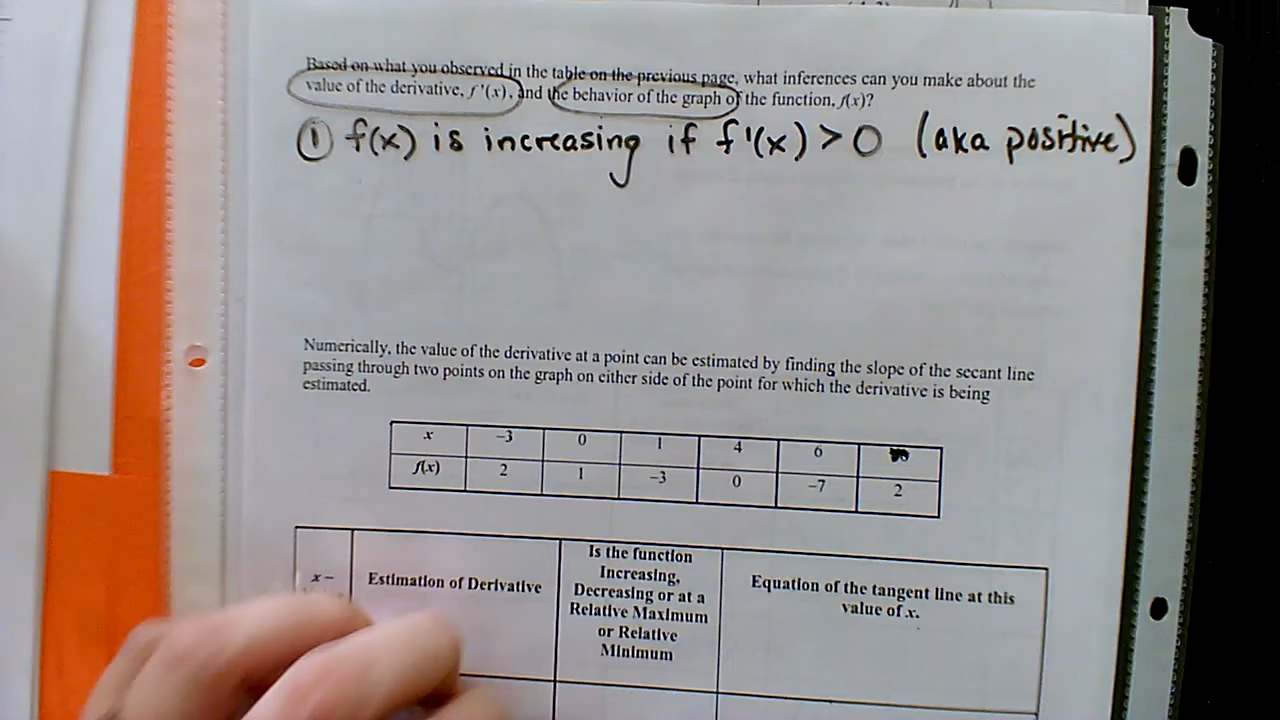 Based on what you observed in the table on the previous page, what inferences can you make about the
value of the derivative, f '(x), and the behavior of the graph of the function, f(x)?
① f(x) is increasing if f'(x) > 0 (aka positive)
Numerically, the value of the derivative at a point can be estimated by finding the slope of the secant line
passing through two points on the graph on either side of the point for which the derivative is being
estimated.
x −3 0 1 4 6
f(x) 2 1 −3 0 −7 2
x –
Estimation of Derivative
Is the function
Increasing,
Decreasing or at a
Relative Maximum
or Relative
Minimum
Equation of the tangent line at this
value of x.